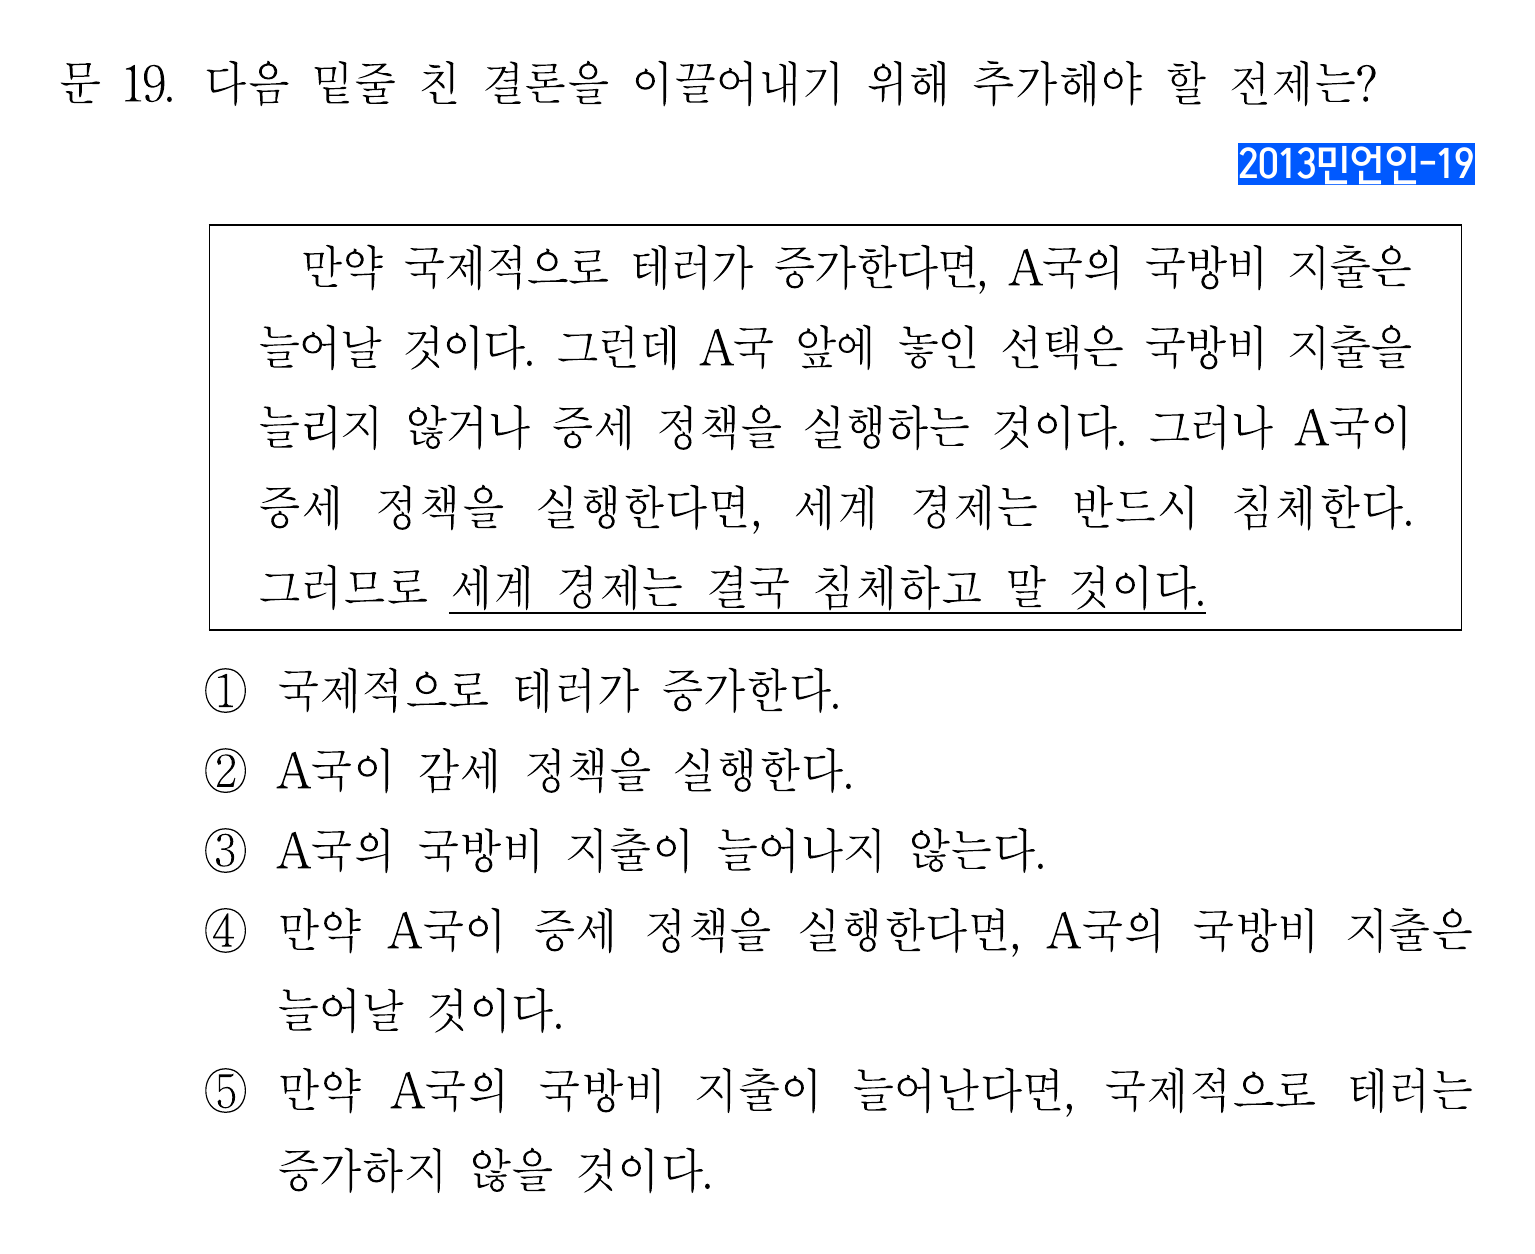 문 19. 다음 밑줄 친 결론을 이끌어내기 위해 추가해야 할 전제는?
2013민언인-19
만약 국제적으로 테러가 증가한다면, A국의 국방비 지출은
늘어날 것이다. 그런데 A국 앞에 놓인 선택은 국방비 지출을
늘리지 않거나 증세 정책을 실행하는 것이다. 그러나 A국이
증세 정책을 실행한다면, 세계 경제는 반드시 침체한다.
그러므로 세계 경제는 결국 침체하고 말 것이다.
① 국제적으로 테러가 증가한다.
② A국이 감세 정책을 실행한다.
③ A국의 국방비 지출이 늘어나지 않는다.
④ 만약 A국이 증세 정책을 실행한다면, A국의 국방비 지출은
늘어날 것이다.
⑤ 만약 A국의 국방비 지출이 늘어난다면, 국제적으로 테러는
증가하지 않을 것이다.